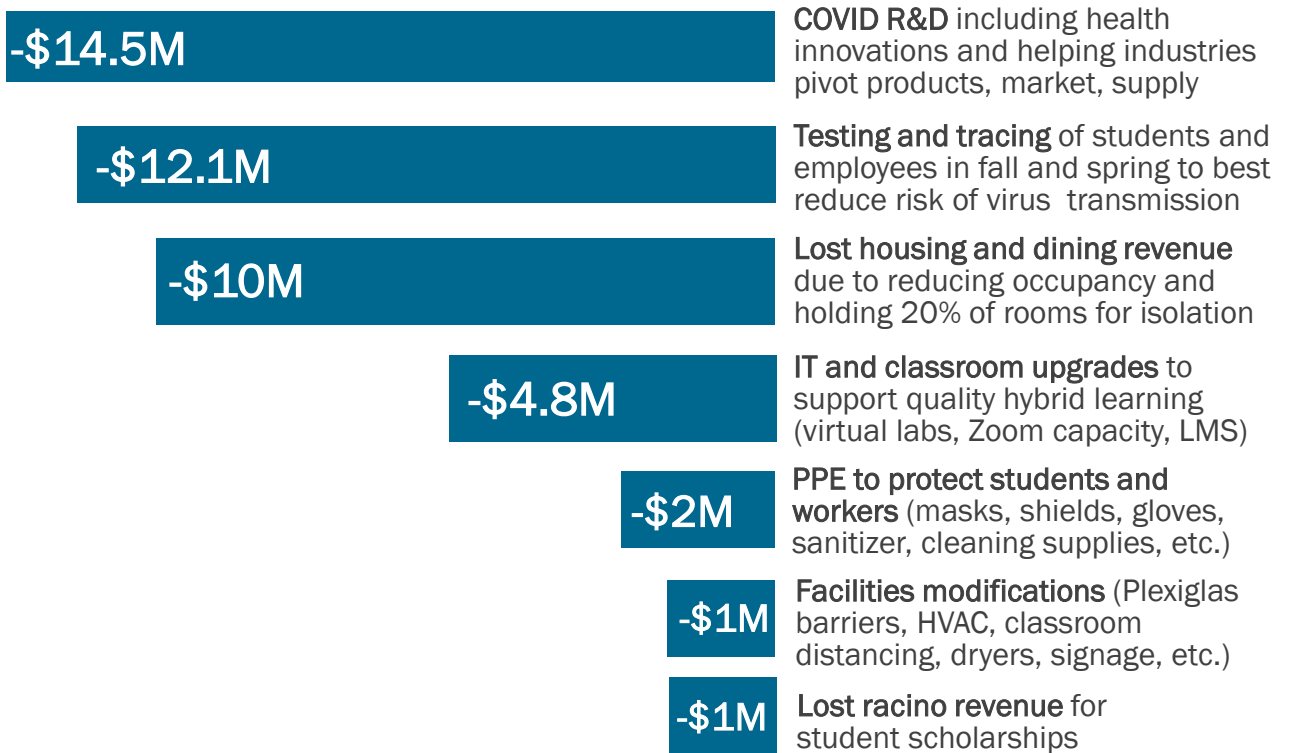 -$14.5M
COVID R&D including health
innovations and helping industries
pivot products, market, supply
-$12.1M
Testing and tracing of students and
employees in fall and spring to best
reduce risk of virus transmission
-$10M
Lost housing and dining revenue
due to reducing occupancy and
holding 20% of rooms for isolation
-$4.8M
IT and classroom upgrades to
support quality hybrid learning
(virtual labs, Zoom capacity, LMS)
-$2M
PPE to protect students and
workers (masks, shields, gloves,
sanitizer, cleaning supplies, etc.)
-$1M
Facilities modifications (Plexiglas
barriers, HVAC, classroom
distancing, dryers, signage, etc.)
-$1M
Lost racino revenue for
student scholarships